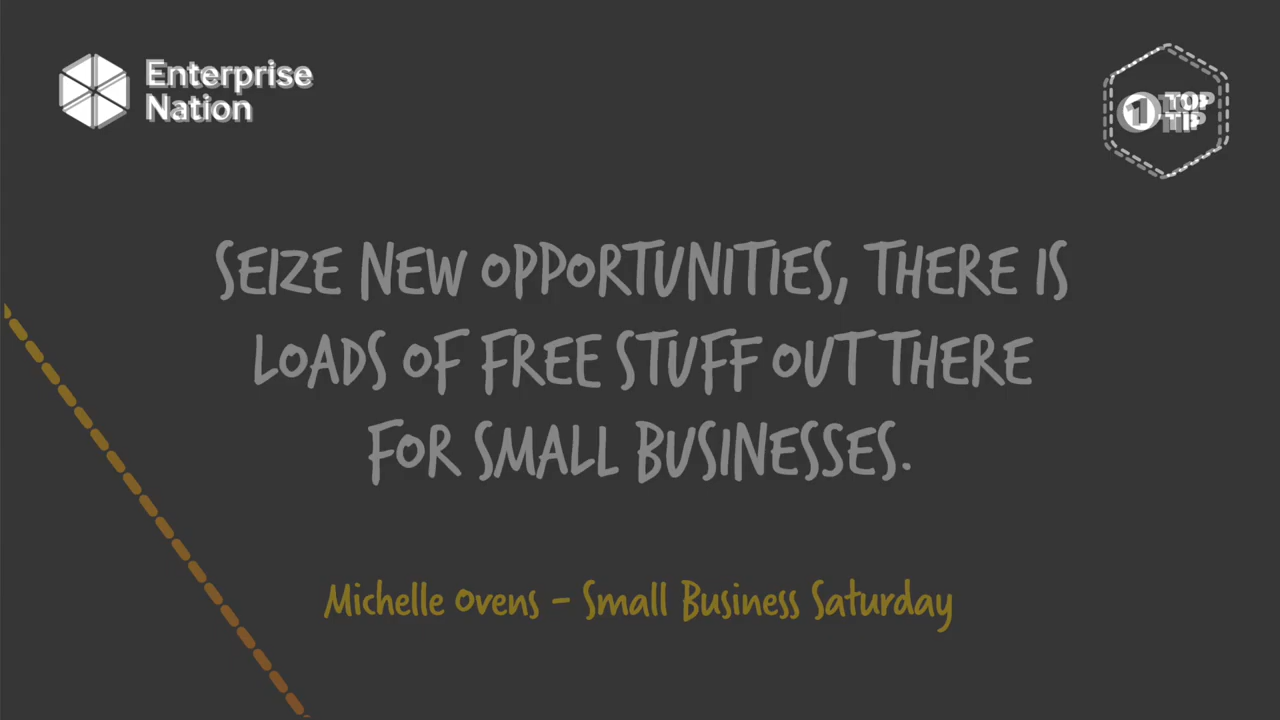 Enterprise
Nation
1 TOP
TIP
SEIZE NEW OPPORTUNITIES, THERE IS
LOADS OF FREE STUFF OUT THERE
FOR SMALL BUSINESSES.
Michelle Ovens - Small Business Saturday